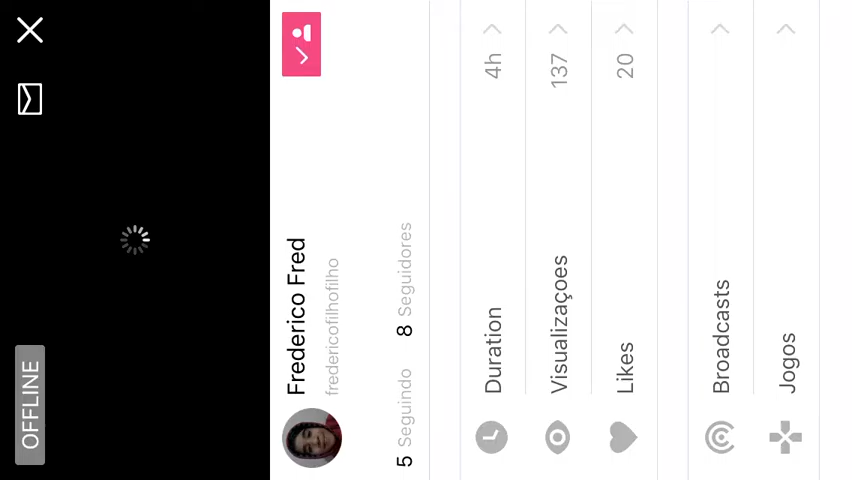 OFFLINE
Frederico Fred
fredericofilhofilho
5 Seguindo 8 Seguidores
Duration 4h
Visualizaçoes 137
Likes 20
Broadcasts
Jogos